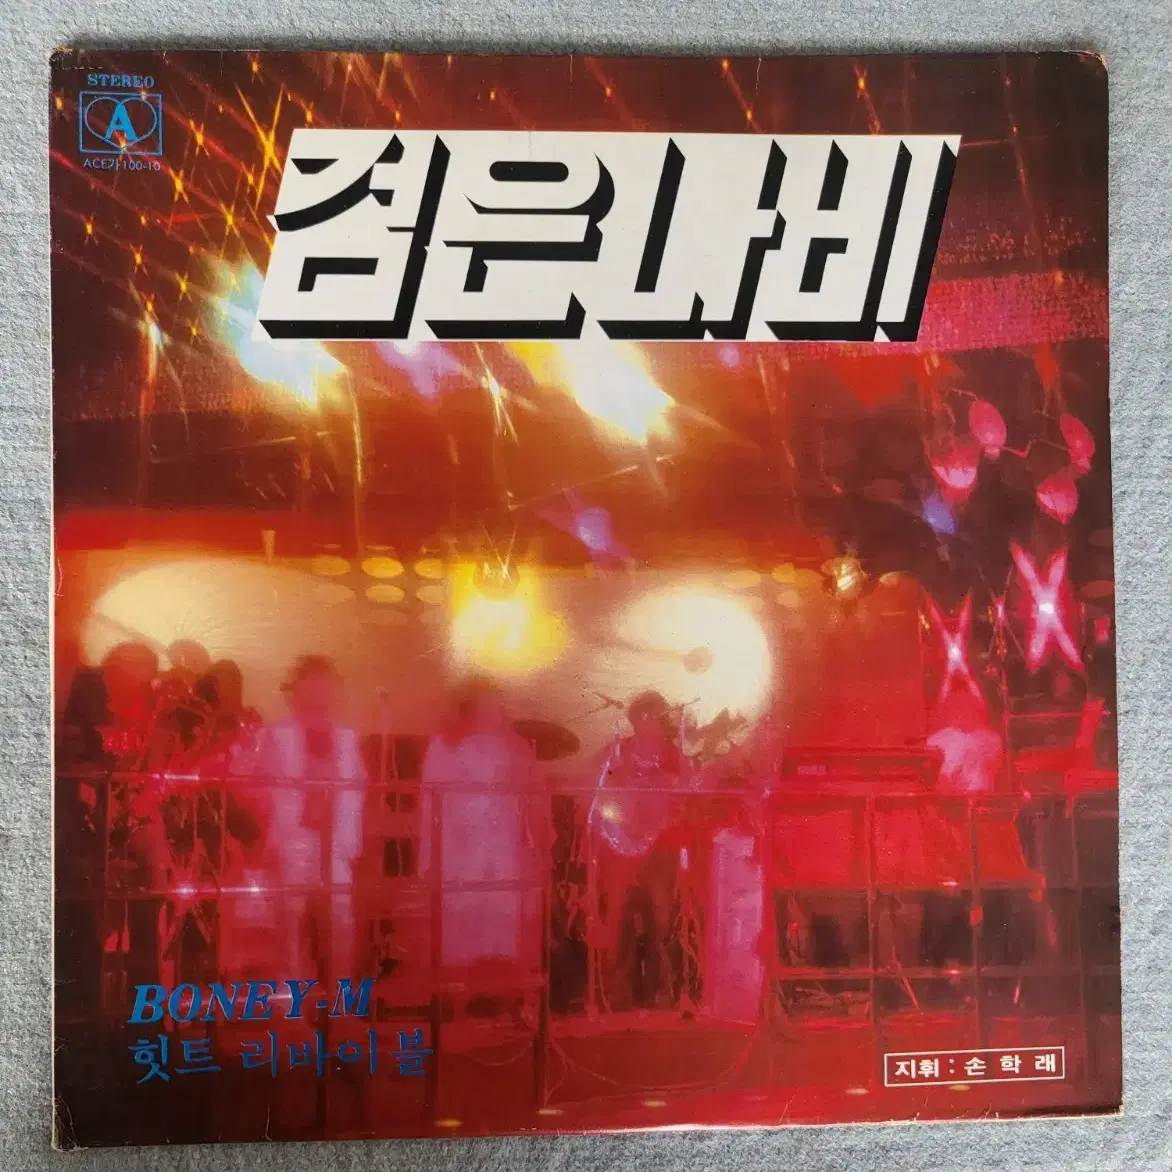 STEREO
A
ACE가100-10
검은나비
BONEY-M
힛트 리바이블
지휘 : 손학래